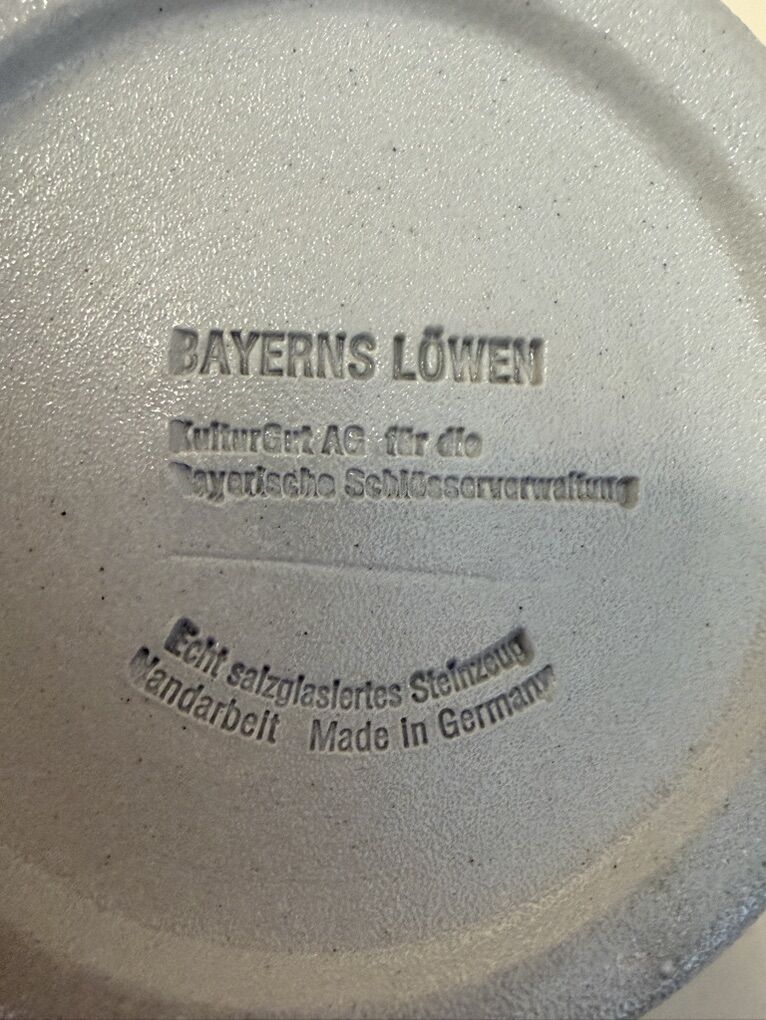 BAYERNS LÖWEN
KulturGut AG für die
Bayerische Schlösserverwaltung
Echt salzglasiertes Steinzeug
Handarbeit Made in Germany